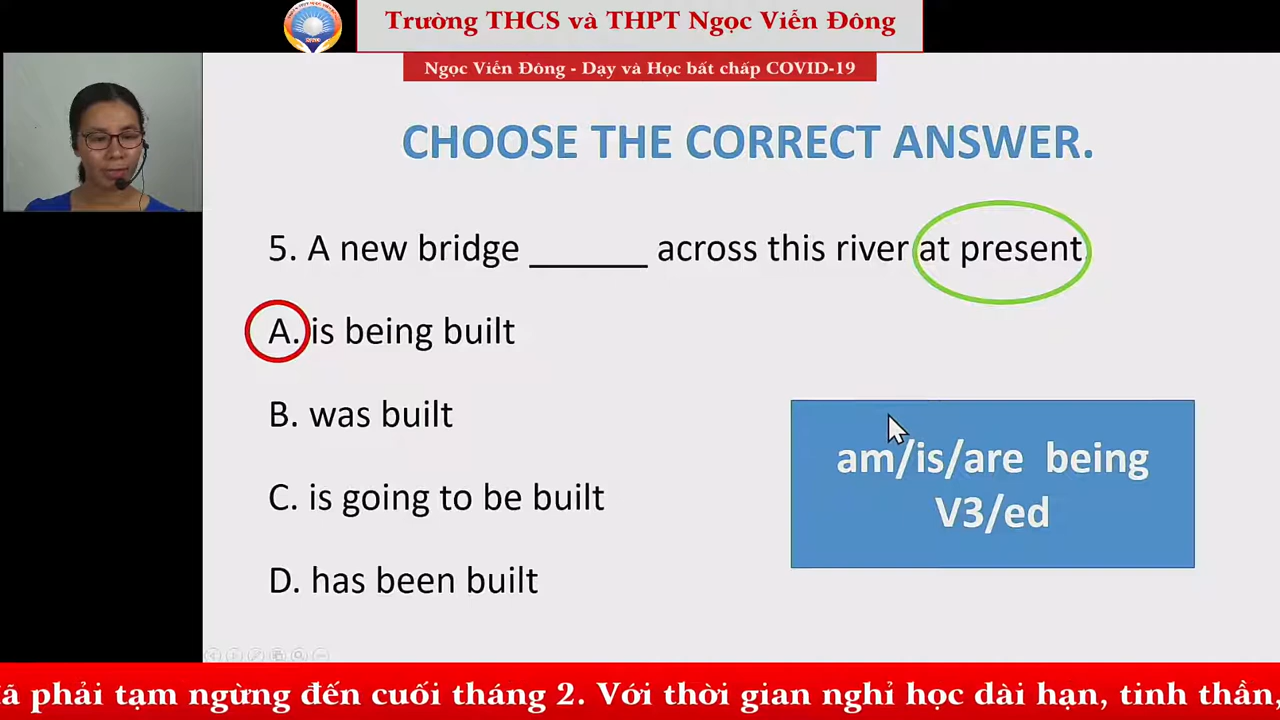 Trường THCS và THPT Ngọc Viễn Đông
Ngọc Viễn Đông - Dạy và Học bất chấp COVID-19
CHOOSE THE CORRECT ANSWER.
5. A new bridge ______ across this river at present.
A. is being built
B. was built
C. is going to be built
D. has been built
am/is/are being
V3/ed
phải tạm ngừng đến cuối tháng 2. Với thời gian nghỉ học dài hạn, tinh thần,